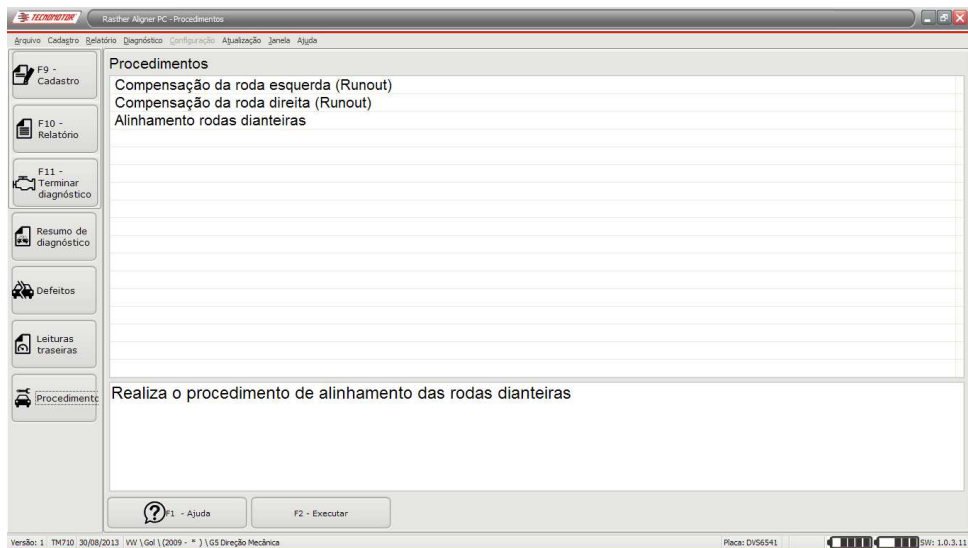 TECNOMOTOR
Rasther Aligner PC - Procedimentos
Arquivo Cadastro Relatório Diagnóstico Configuração Atualização Janela Ajuda
F9 -
Cadastro
F10 -
Relatório
F11 -
Terminar
diagnóstico
Resumo de
diagnóstico
Defeitos
Leituras
traseiras
Procedimento
Procedimentos
Compensação da roda esquerda (Runout)
Compensação da roda direita (Runout)
Alinhamento rodas dianteiras
Realiza o procedimento de alinhamento das rodas dianteiras
F1 - Ajuda
F2 - Executar
Versão: 1 TM710 30/08/2013 VW \ Gol \ (2009 - * ) \ G5 Direção Mecânica Placa: DVS6541 SW: 1.0.3.11